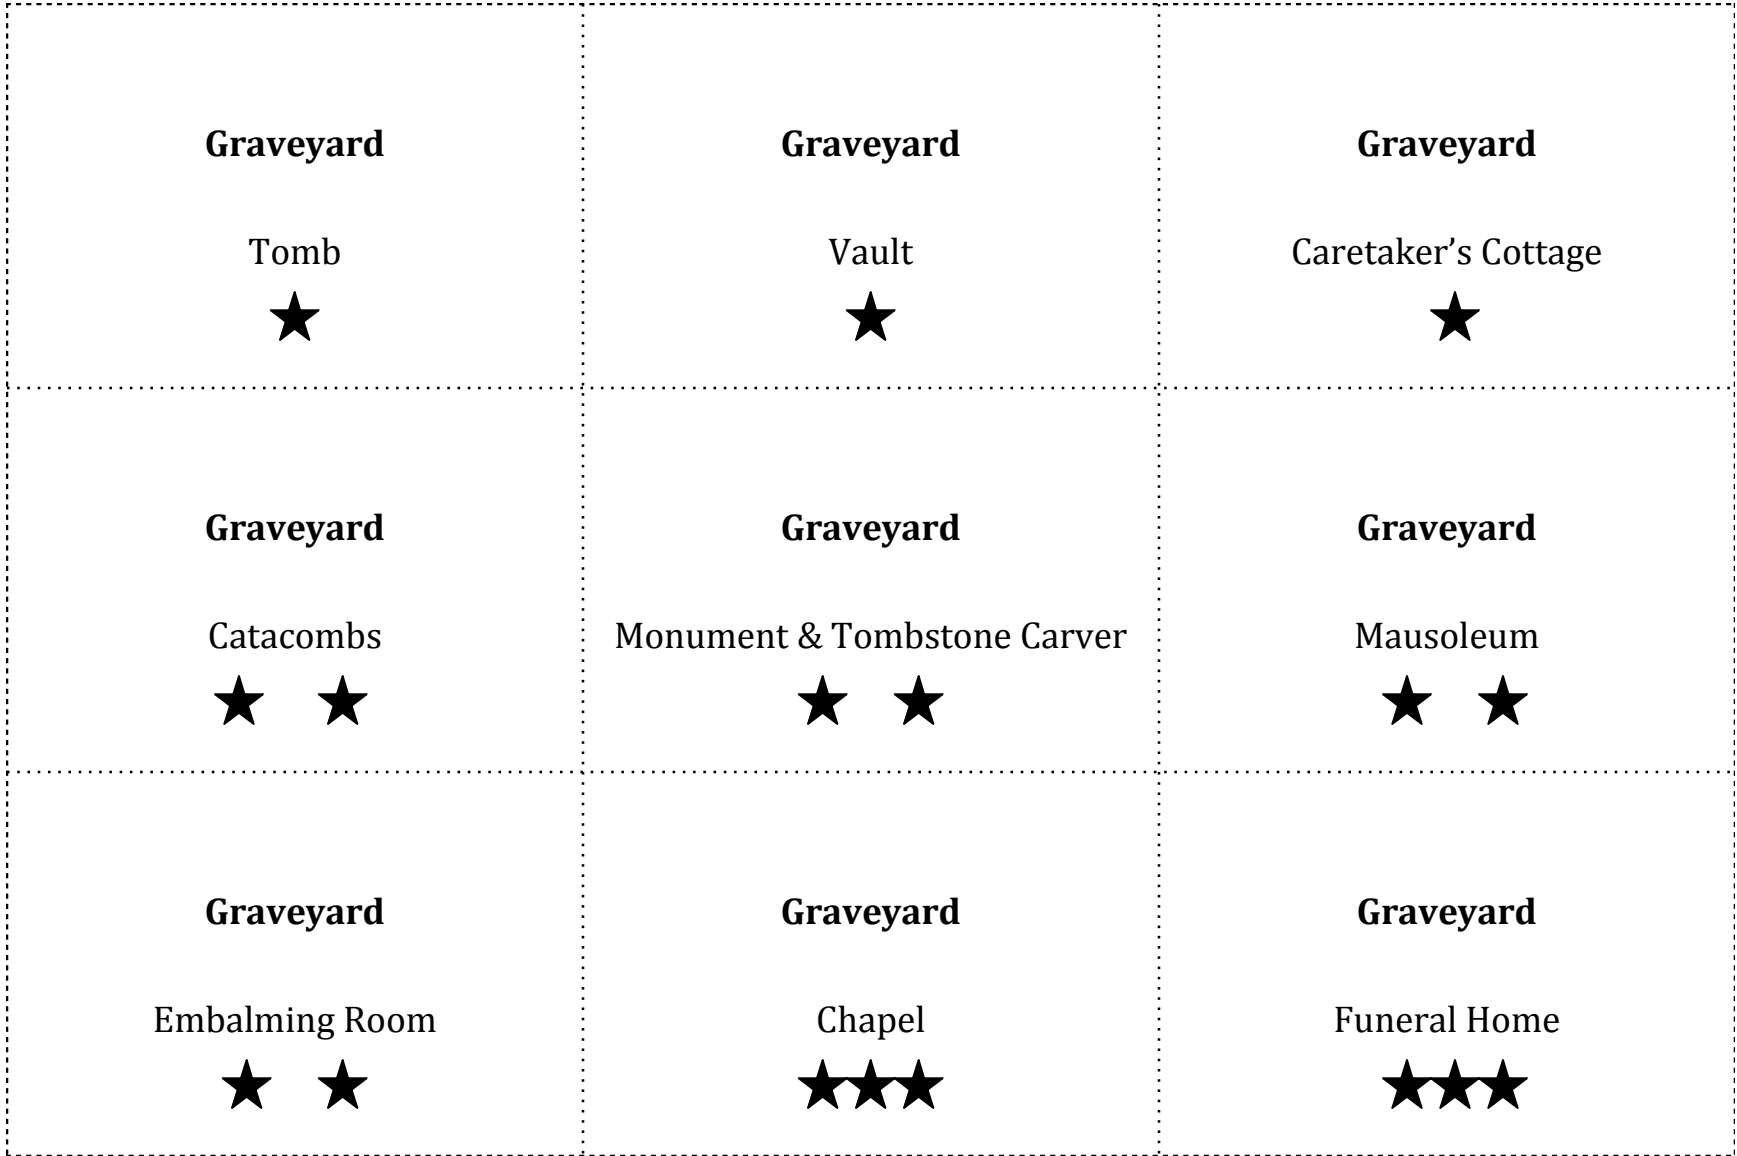 Graveyard
Tomb
★
Graveyard
Vault
★
Graveyard
Caretaker’s Cottage
★
Graveyard
Catacombs
★ ★
Graveyard
Monument & Tombstone Carver
★ ★
Graveyard
Mausoleum
★ ★
Graveyard
Embalming Room
★ ★
Graveyard
Chapel
★★★
Graveyard
Funeral Home
★★★